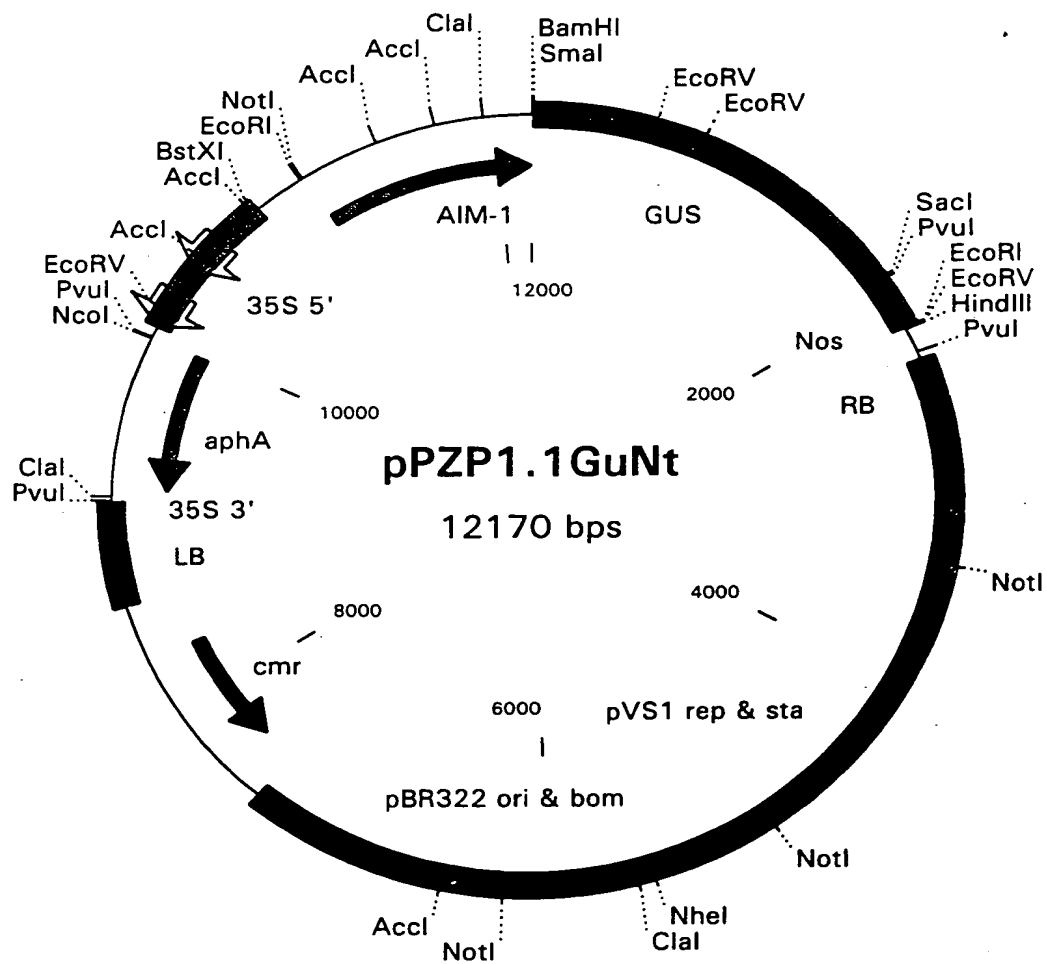 ClaI
AccI
AccI
NotI
EcoRI
BstXI
AccI
AccI
EcoRV
PvuI
NcoI
BamHI
SmaI
EcoRV
EcoRV
SacI
PvuI
EcoRI
EcoRV
HindIII
PvuI
AIM-1
GUS
35S 5'
12000
Nos
2000
RB
10000
aphA
pPZP1.1GuNt
12170 bps
ClaI
PvuI
35S 3'
LB
NotI
4000
8000
cmr
6000
pVS1 rep & sta
pBR322 ori & bom
NotI
NheI
ClaI
AccI
NotI